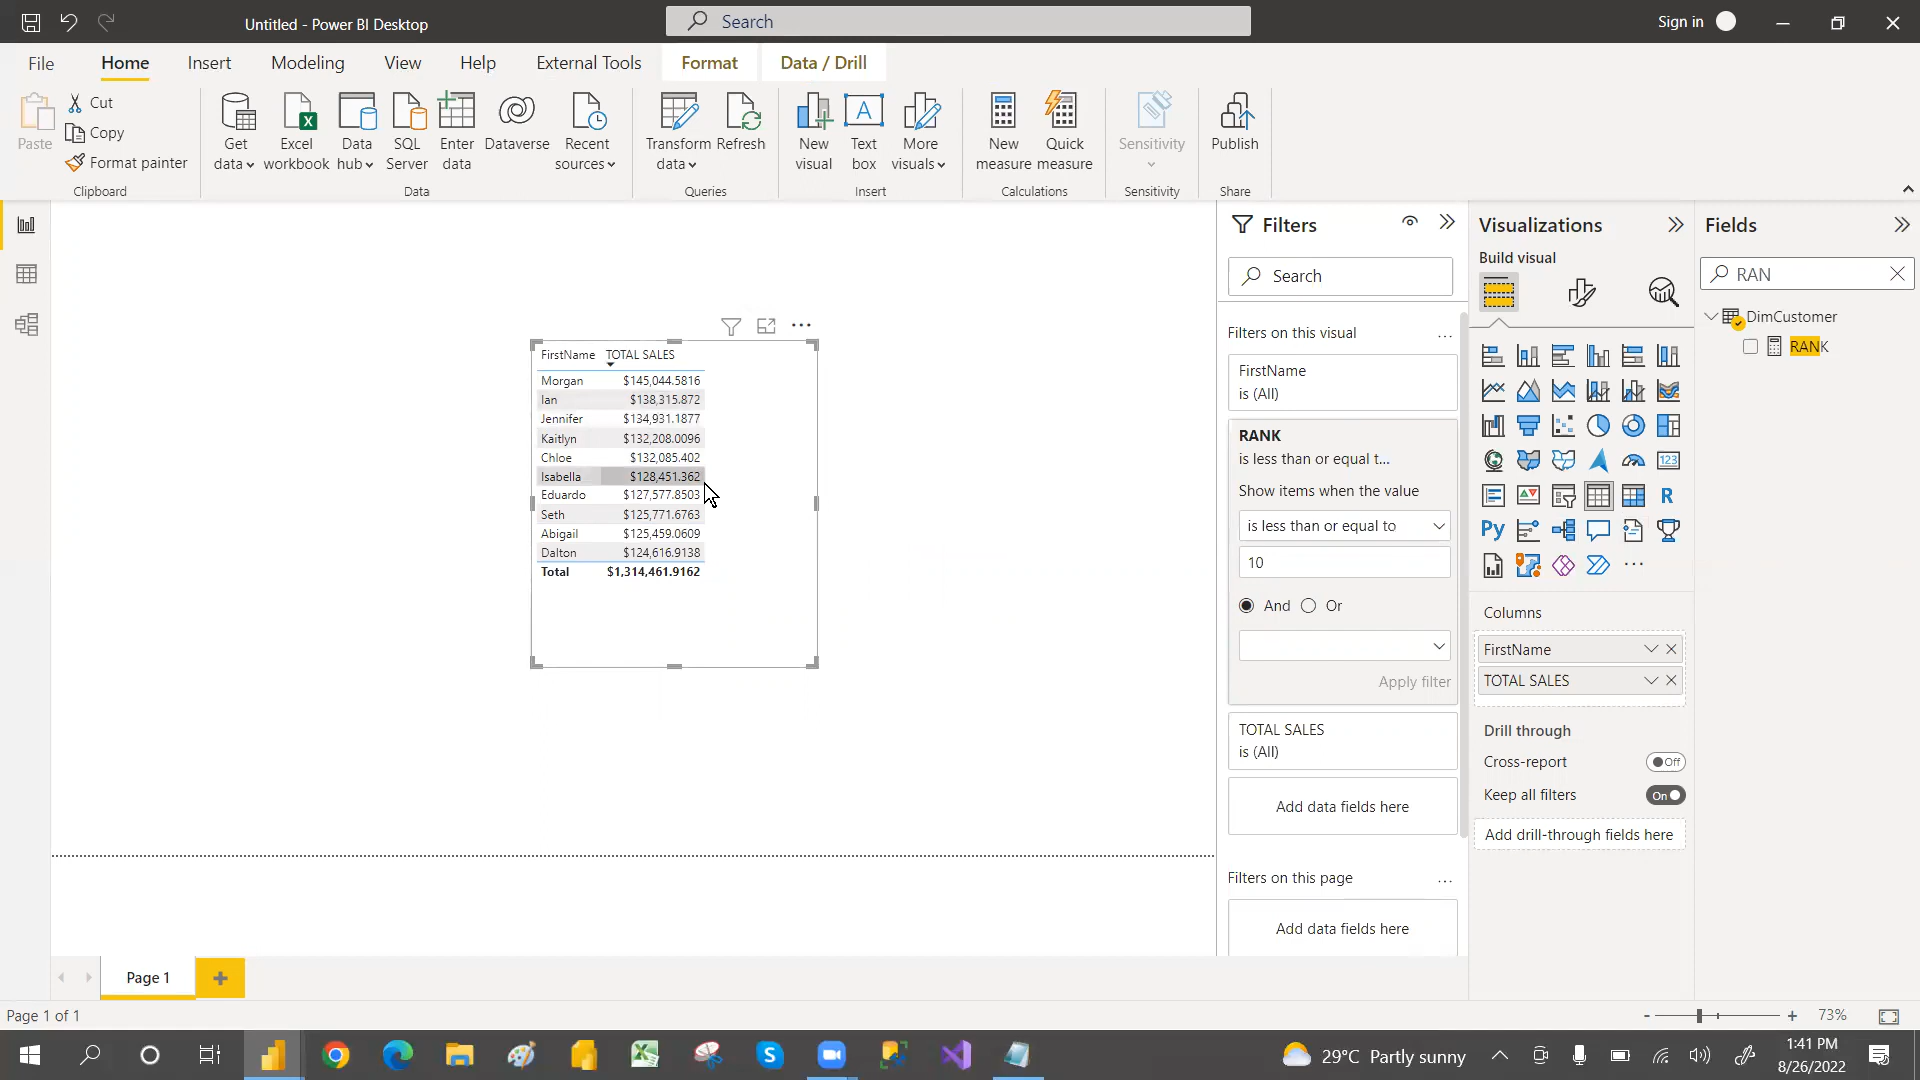 Untitled - Power BI Desktop
Search
Sign in
File
Home
Insert
Modeling
View
Help
External Tools
Format
Data / Drill
Paste
Cut
Copy
Format painter
Clipboard
Get data
Excel workbook
Data hub
SQL Server
Enter data
Dataverse
Recent sources
Data
Transform data
Refresh
Queries
New visual
Text box
More visuals
Insert
New measure
Quick measure
Calculations
Sensitivity
Sensitivity
Publish
Share
FirstName TOTAL SALES
Morgan $145,044.5816
Ian $138,315.872
Jennifer $134,931.1877
Kaitlyn $132,208.0096
Chloe $132,085.402
Isabella $128,451.362
Eduardo $127,577.8503
Seth $125,771.6763
Abigail $125,459.0609
Dalton $124,616.9138
Total $1,314,461.9162
Filters
Search
Filters on this visual
...
FirstName
is (All)
RANK
is less than or equal t...
Show items when the value
is less than or equal to
10
And Or
Apply filter
TOTAL SALES
is (All)
Add data fields here
Filters on this page
...
Add data fields here
Visualizations
Build visual
123
R
Py
...
Columns
FirstName
TOTAL SALES
Drill through
Cross-report Off
Keep all filters On
Add drill-through fields here
Fields
RAN
DimCustomer
RANK
Page 1
Page 1 of 1
- + 73%
29°C Partly sunny
1:41 PM
8/26/2022